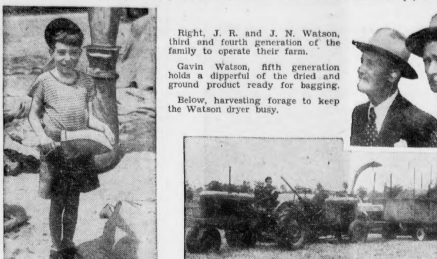 Right, J. R. and J. N. Watson,
third and fourth generation of the
family to operate their farm.
Gavin Watson, fifth generation
holds a dipperful of the dried and
ground product ready for bagging.
Below, harvesting forage to keep
the Watson dryer busy.